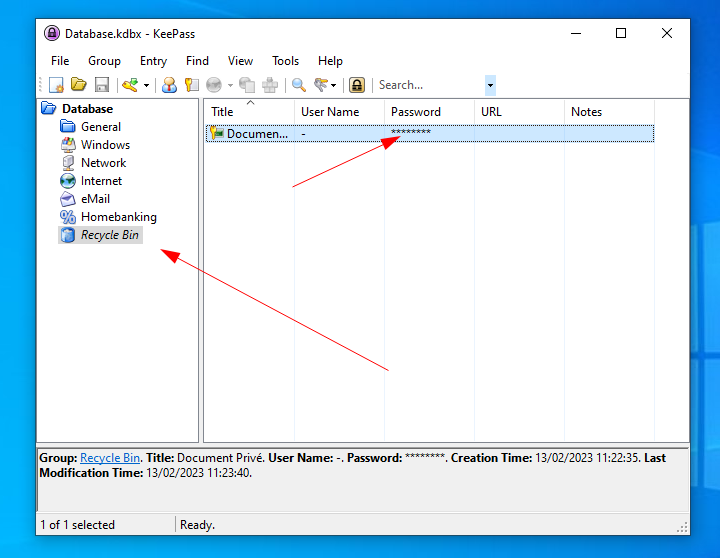 Database.kdbx - KeePass
File Group Entry Find View Tools Help
Search...
Database
General
Windows
Network
Internet
eMail
Homebanking
Recycle Bin
Title User Name Password URL Notes
Documen... - ********
Group: Recycle Bin. Title: Document Privé. User Name: -. Password: ********. Creation Time: 13/02/2023 11:22:35. Last
Modification Time: 13/02/2023 11:23:40.
1 of 1 selected Ready.